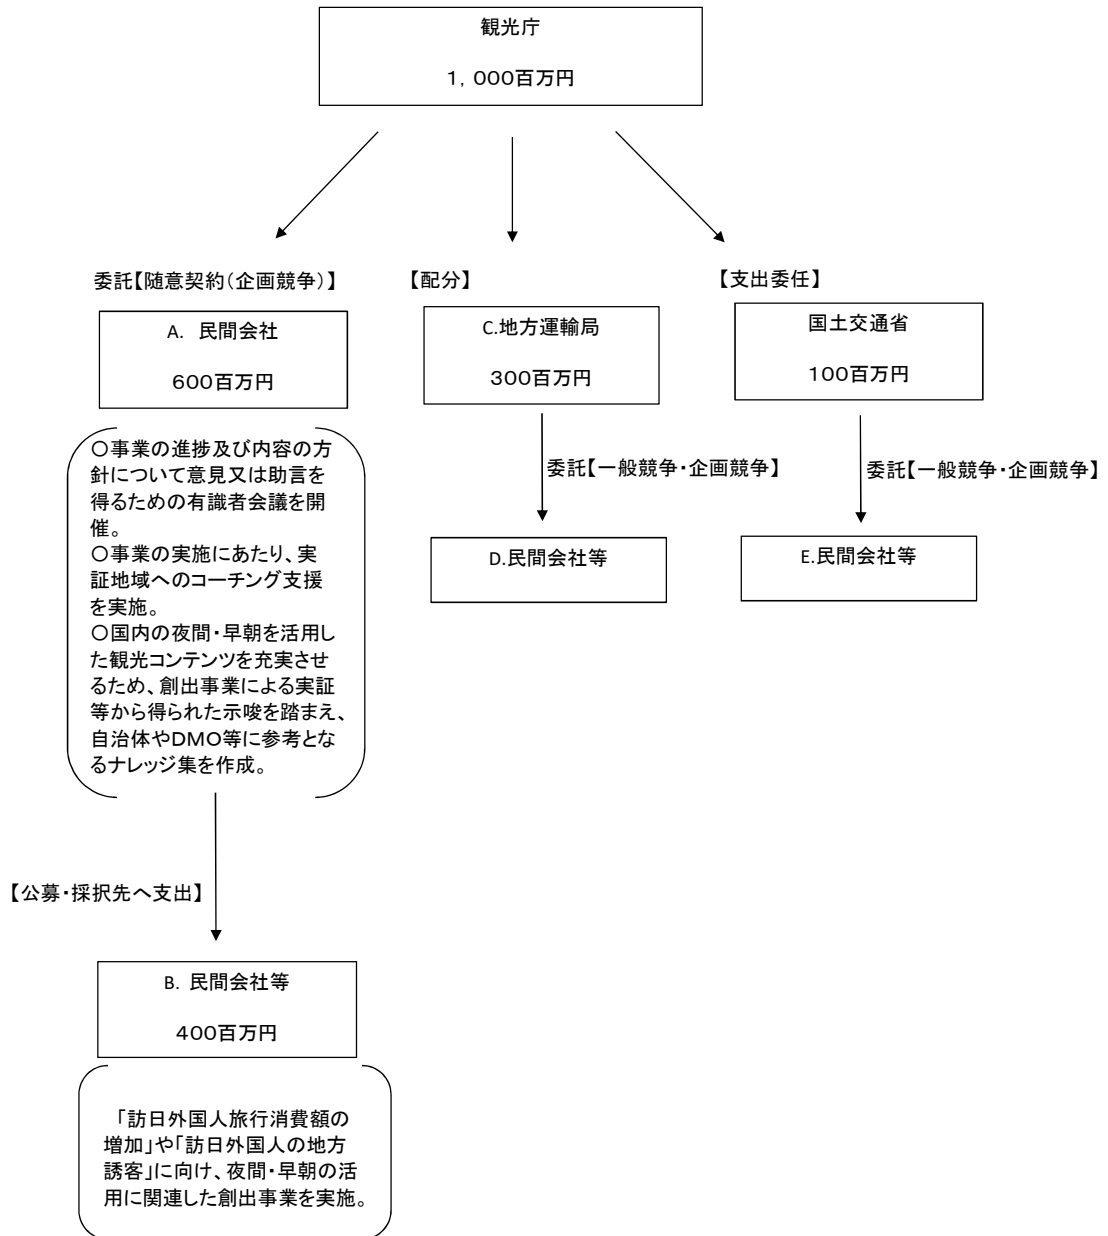 観光庁
１，０００百万円
委託【随意契約（企画競争）】
【配分】
【支出委任】
A. 民間会社
６００百万円
C.地方運輸局
３００百万円
国土交通省
１００百万円
〇事業の進捗及び内容の方
針について意見又は助言を
得るための有識者会議を開
催。
〇事業の実施にあたり、実
証地域へのコーチング支援
を実施。
〇国内の夜間・早朝を活用し
た観光コンテンツを充実させ
るため、創出事業による実証
等から得られた示唆を踏まえ、
自治体やＤＭＯ等に参考とな
るナレッジ集を作成。
委託【一般競争・企画競争】
委託【一般競争・企画競争】
D.民間会社等
E.民間会社等
【公募・採択先へ支出】
B. 民間会社等
４００百万円
「訪日外国人旅行消費額の
増加」や「訪日外国人の地方
誘客」に向け、夜間・早朝の活
用に関連した創出事業を実施。